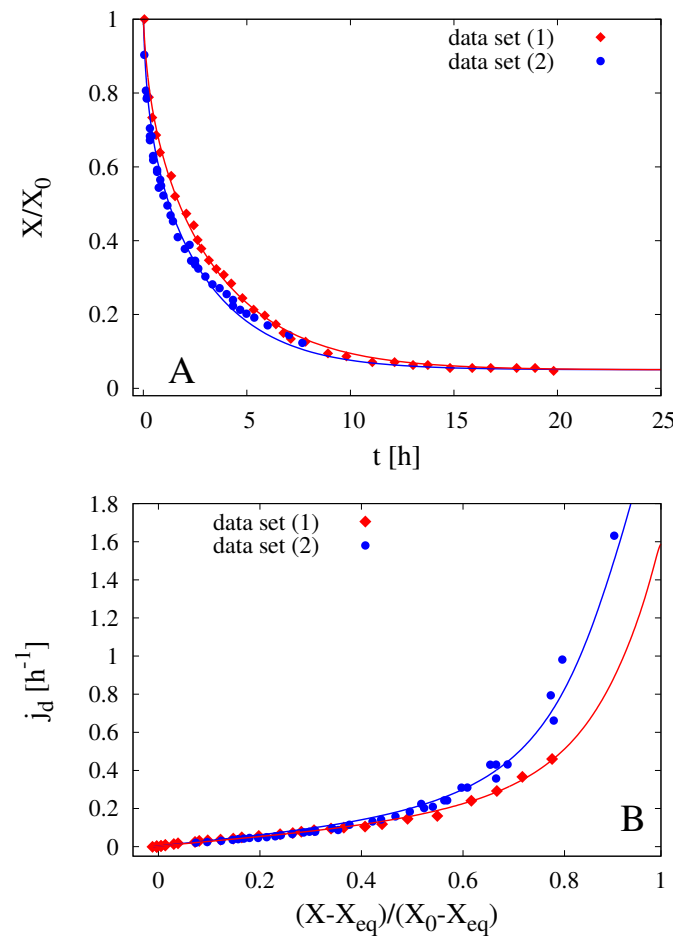 data set (1)
data set (2)
1
0.8
0.6
0.4
0.2
0
X/X₀
A
0 5 10 15 20 25
t [h]
1.8
1.6
1.4
1.2
1
0.8
0.6
0.4
0.2
0
data set (1)
data set (2)
j_d [h⁻¹]
B
0 0.2 0.4 0.6 0.8 1
(X-X_eq)/(X₀-X_eq)